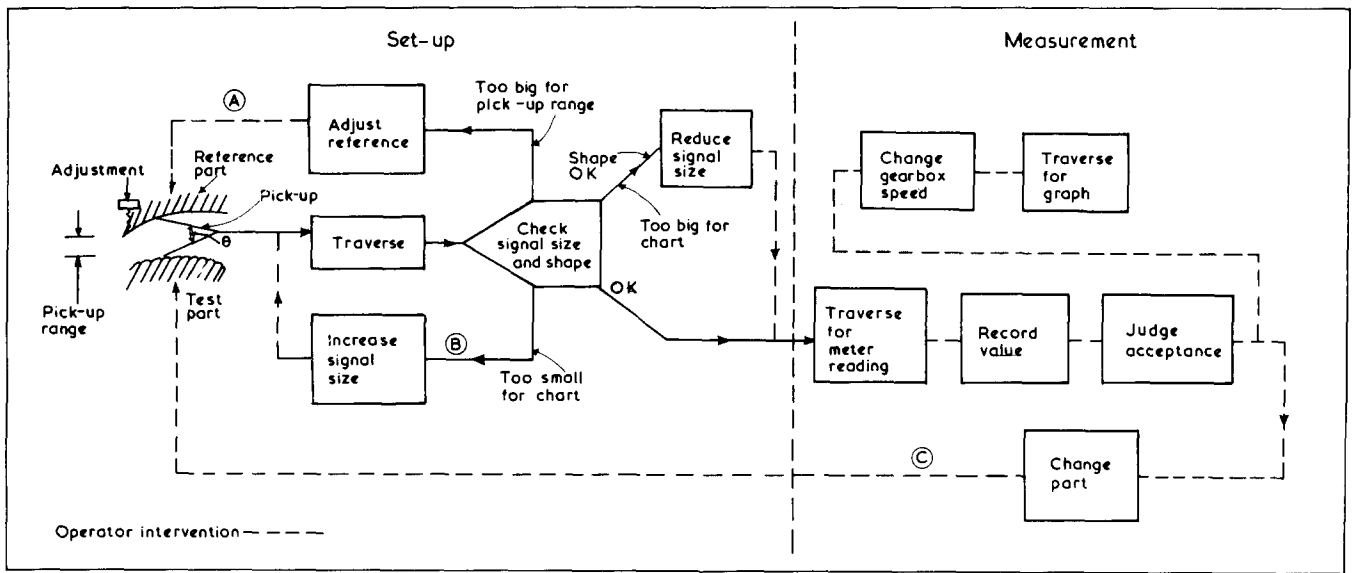 Set-up
Measurement
A
Too big for
pick-up range
Adjust
reference
Reduce
signal
size
Shape
OK
Change
gearbox
speed
Traverse
for
graph
Adjustment
Reference
part
Pick-up
θ
Traverse
Check
signal size
and shape
Too big for
chart
OK
Pick-up
range
Test
part
Increase
signal
size
B
Too small
for chart
Traverse
for
meter
reading
Record
value
Judge
acceptance
C
Change
part
Operator intervention